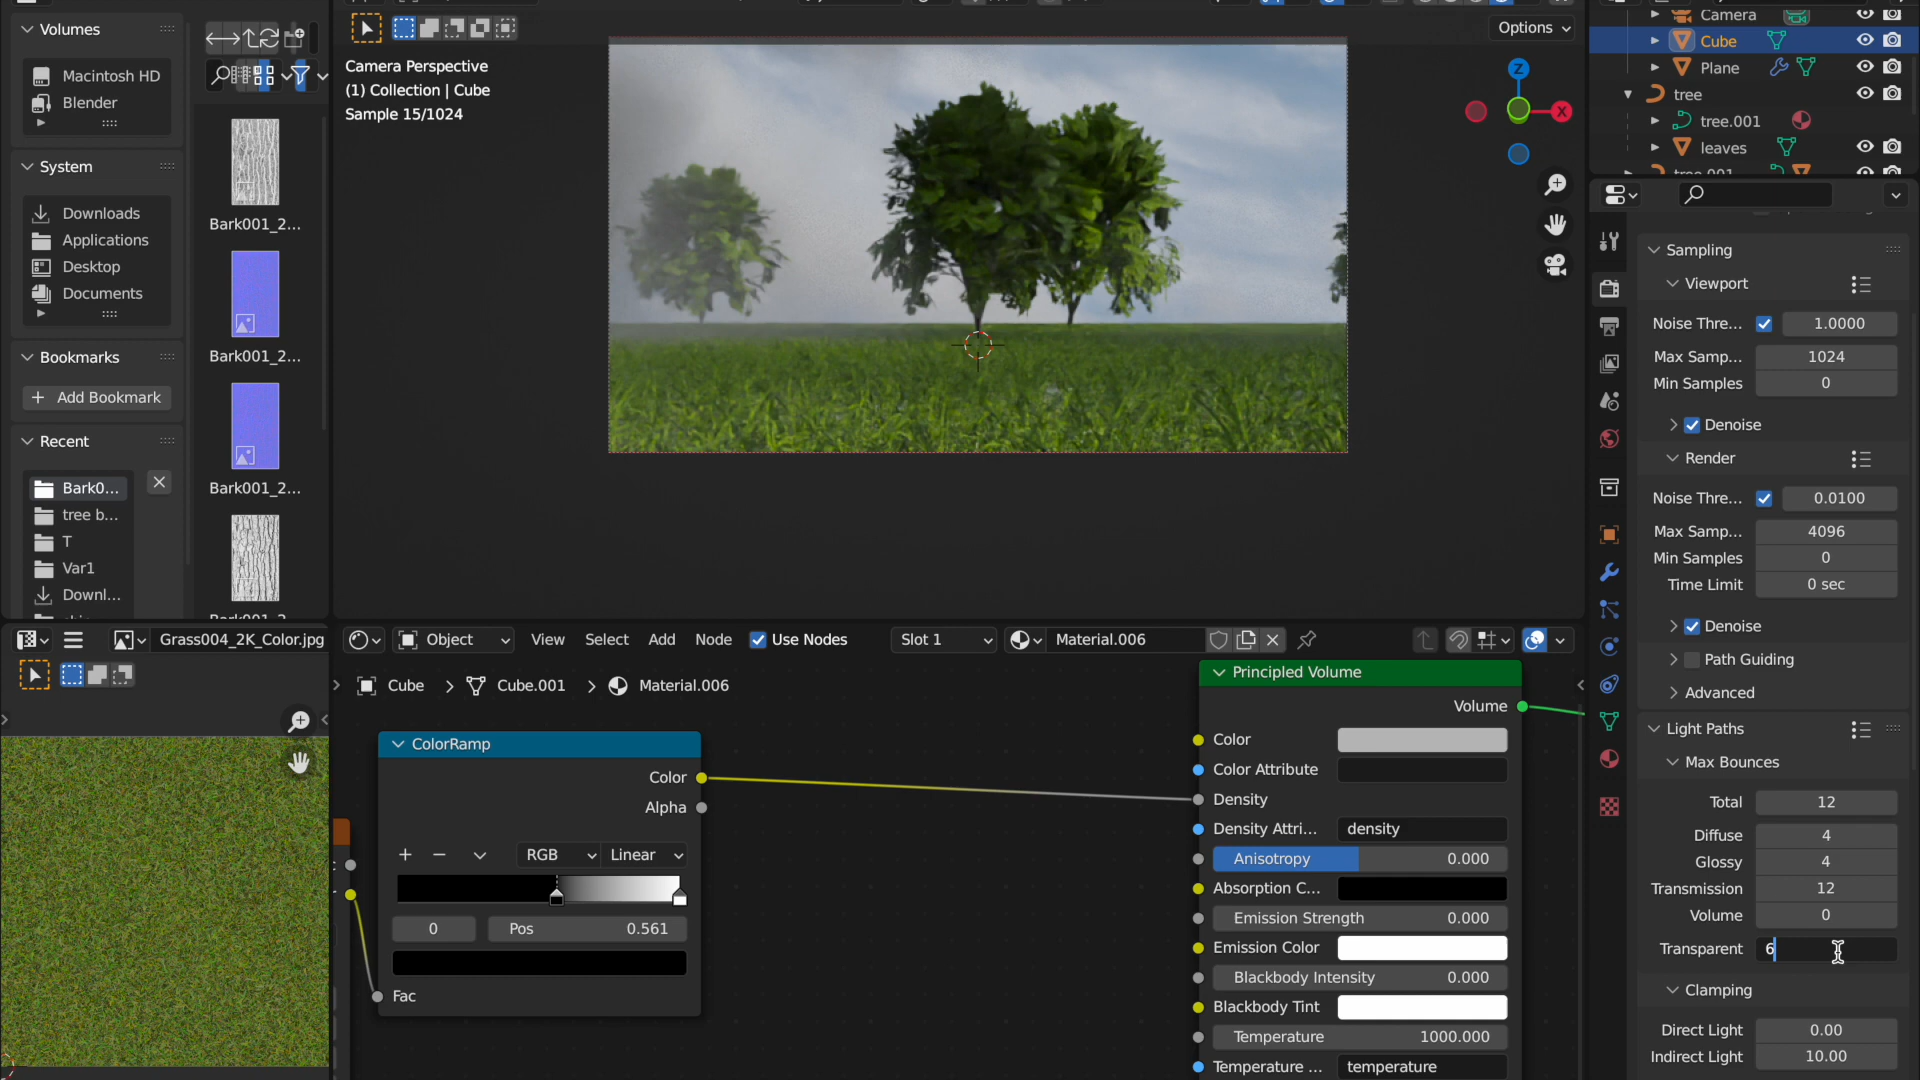 Volumes
Macintosh HD
Blender
System
Downloads
Applications
Desktop
Documents
Bookmarks
Add Bookmark
Recent
Bark0...
tree b...
T
Var1
Downl...
Bark001_2...
Bark001_2...
Bark001_2...
Camera Perspective
(1) Collection | Cube
Sample 15/1024
Options
Z
X
Camera
Cube
Plane
tree
tree.001
leaves
tree.001
Sampling
Viewport
Noise Thre... 1.0000
Max Samp... 1024
Min Samples 0
Denoise
Render
Noise Thre... 0.0100
Max Samp... 4096
Min Samples 0
Time Limit 0 sec
Denoise
Path Guiding
Advanced
Light Paths
Max Bounces
Total 12
Diffuse 4
Glossy 4
Transmission 12
Volume 0
Transparent 6
Clamping
Direct Light 0.00
Indirect Light 10.00
Grass004_2K_Color.jpg
Object View Select Add Node Use Nodes Slot 1 Material.006
Cube Cube.001 Material.006
ColorRamp
Color
Alpha
RGB Linear
0 Pos 0.561
Fac
Principled Volume
Volume
Color
Color Attribute
Density
Density Attri... density
Anisotropy 0.000
Absorption C...
Emission Strength 0.000
Emission Color
Blackbody Intensity 0.000
Blackbody Tint
Temperature 1000.000
Temperature ... temperature